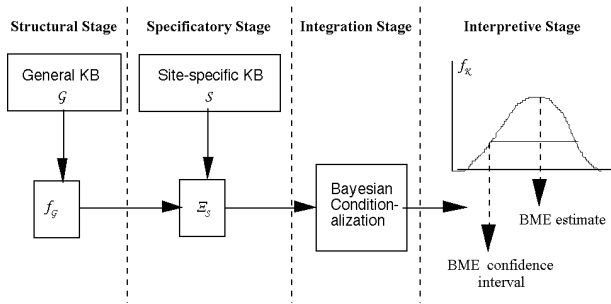 Structural Stage
Specificatory Stage
Integration Stage
Interpretive Stage
General KB
𝒢
Site-specific KB
𝒮
f𝒦
f𝒢
Ξ𝒮
Bayesian
Condition-
alization
BME estimate
BME confidence
interval